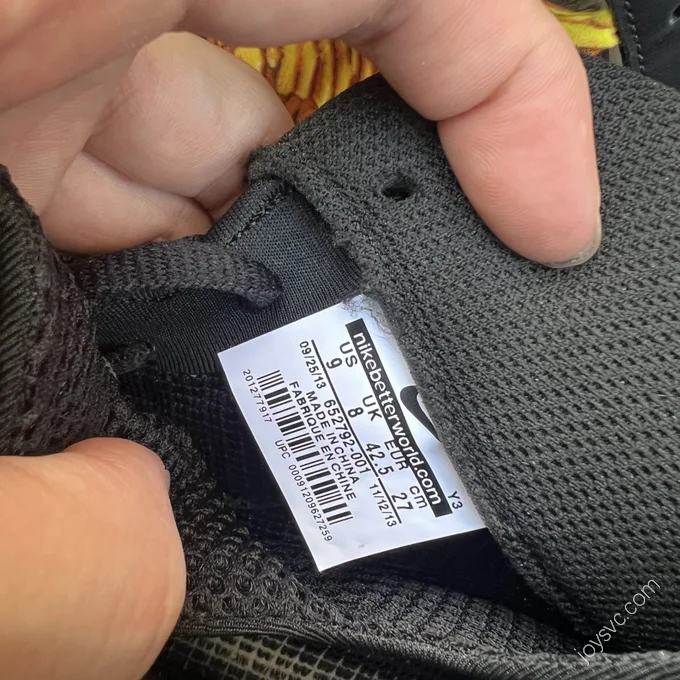 nikebetterworld.com
Y3
US UK EUR cm
9 8 42.5 27
09/25/13 652792-001 11/12/13
MADE IN CHINA
FABRIQUE EN CHINE
201277917
UPC 00091209627259
joysvc.com